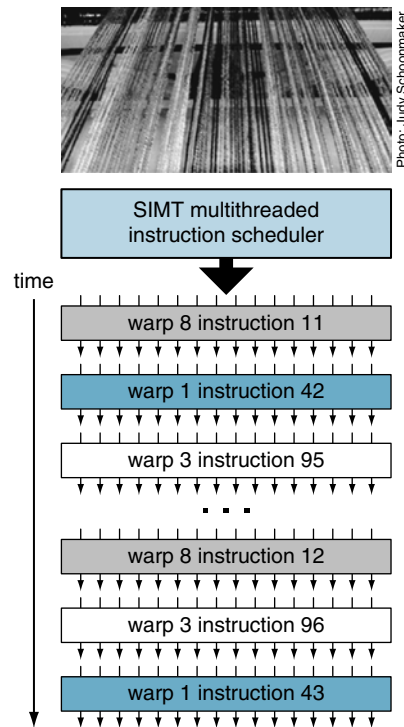 Photo: Judy Schoonmaker
SIMT multithreaded
instruction scheduler
time
warp 8 instruction 11
warp 1 instruction 42
warp 3 instruction 95
. . .
warp 8 instruction 12
warp 3 instruction 96
warp 1 instruction 43